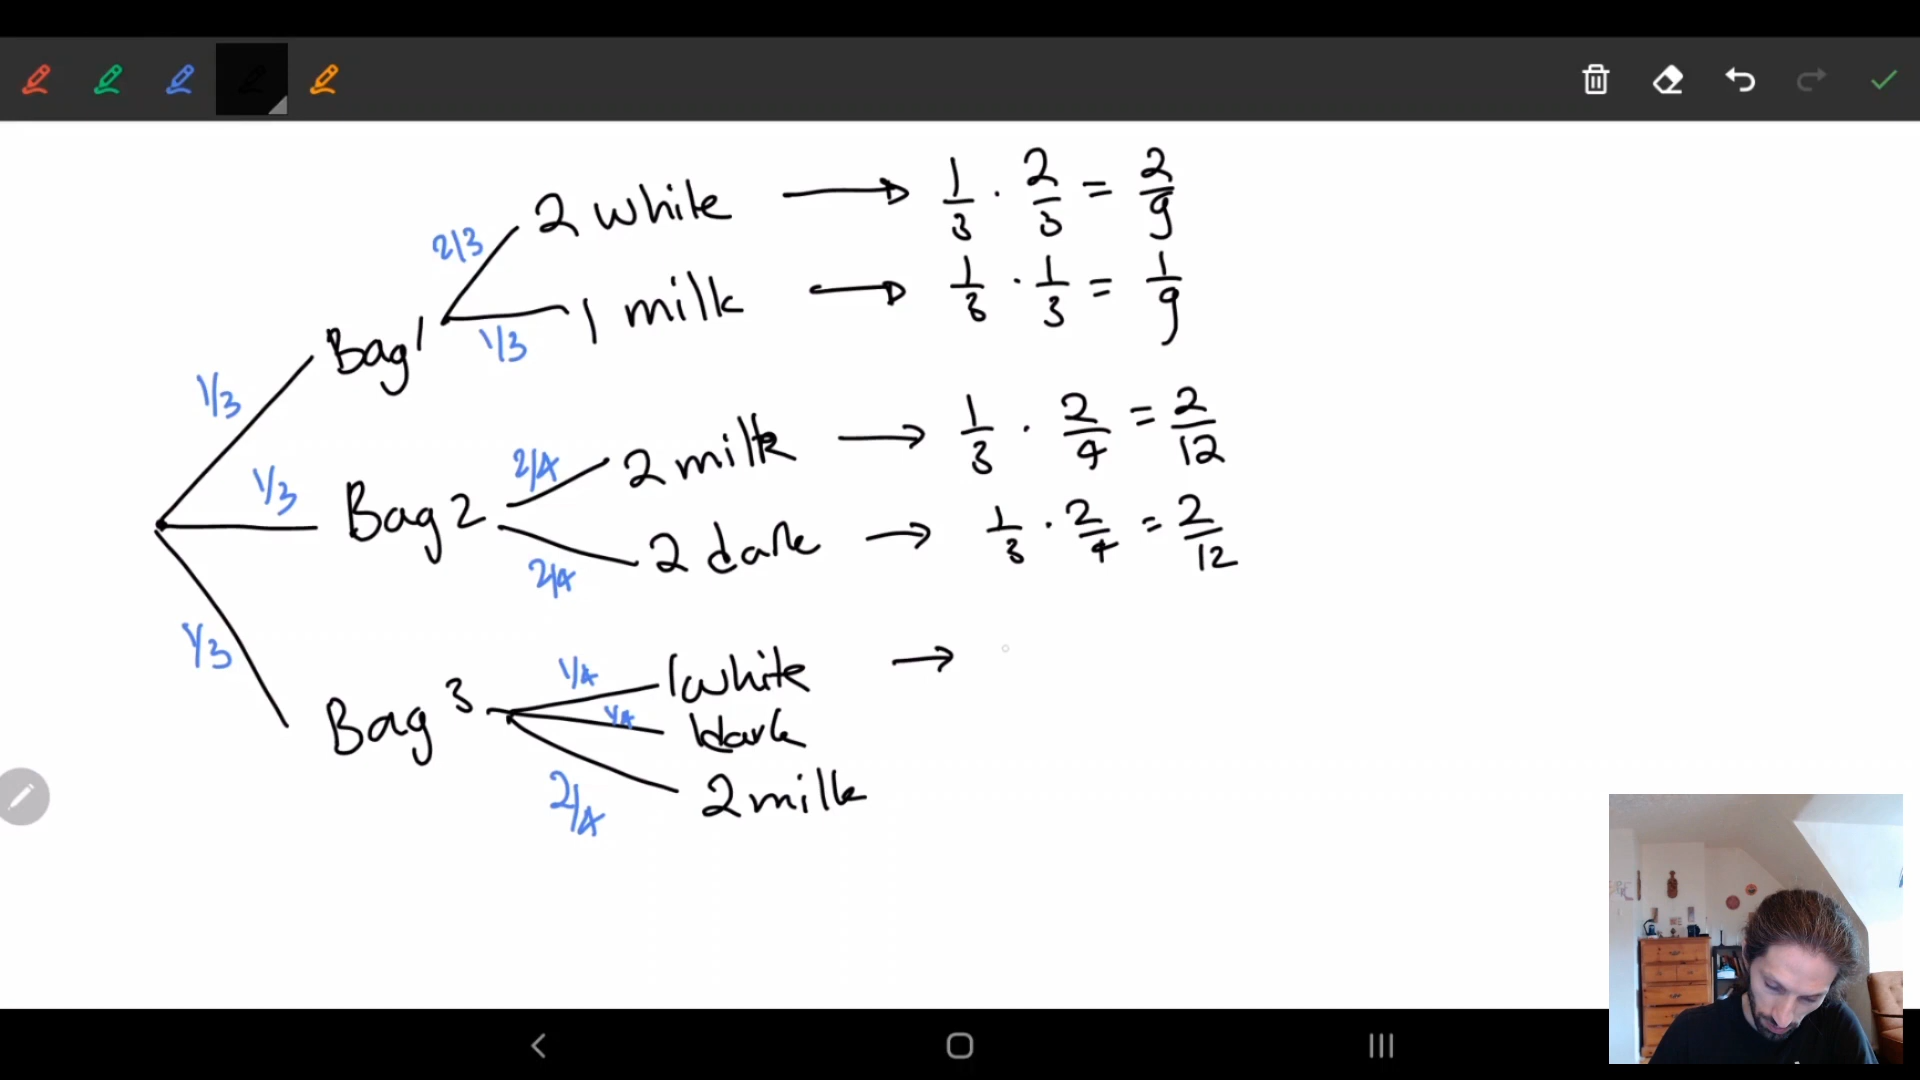 2/3 2 white → 1/3 · 2/3 = 2/9
1/3 1 milk → 1/3 · 1/3 = 1/9
1/3 Bag 1
1/3 Bag 2
2/4 2 milk → 1/3 · 2/4 = 2/12
2/4 2 dark → 1/3 · 2/4 = 2/12
1/3 Bag 3
1/4 1 white →
1/4 1 dark
2/4 2 milk